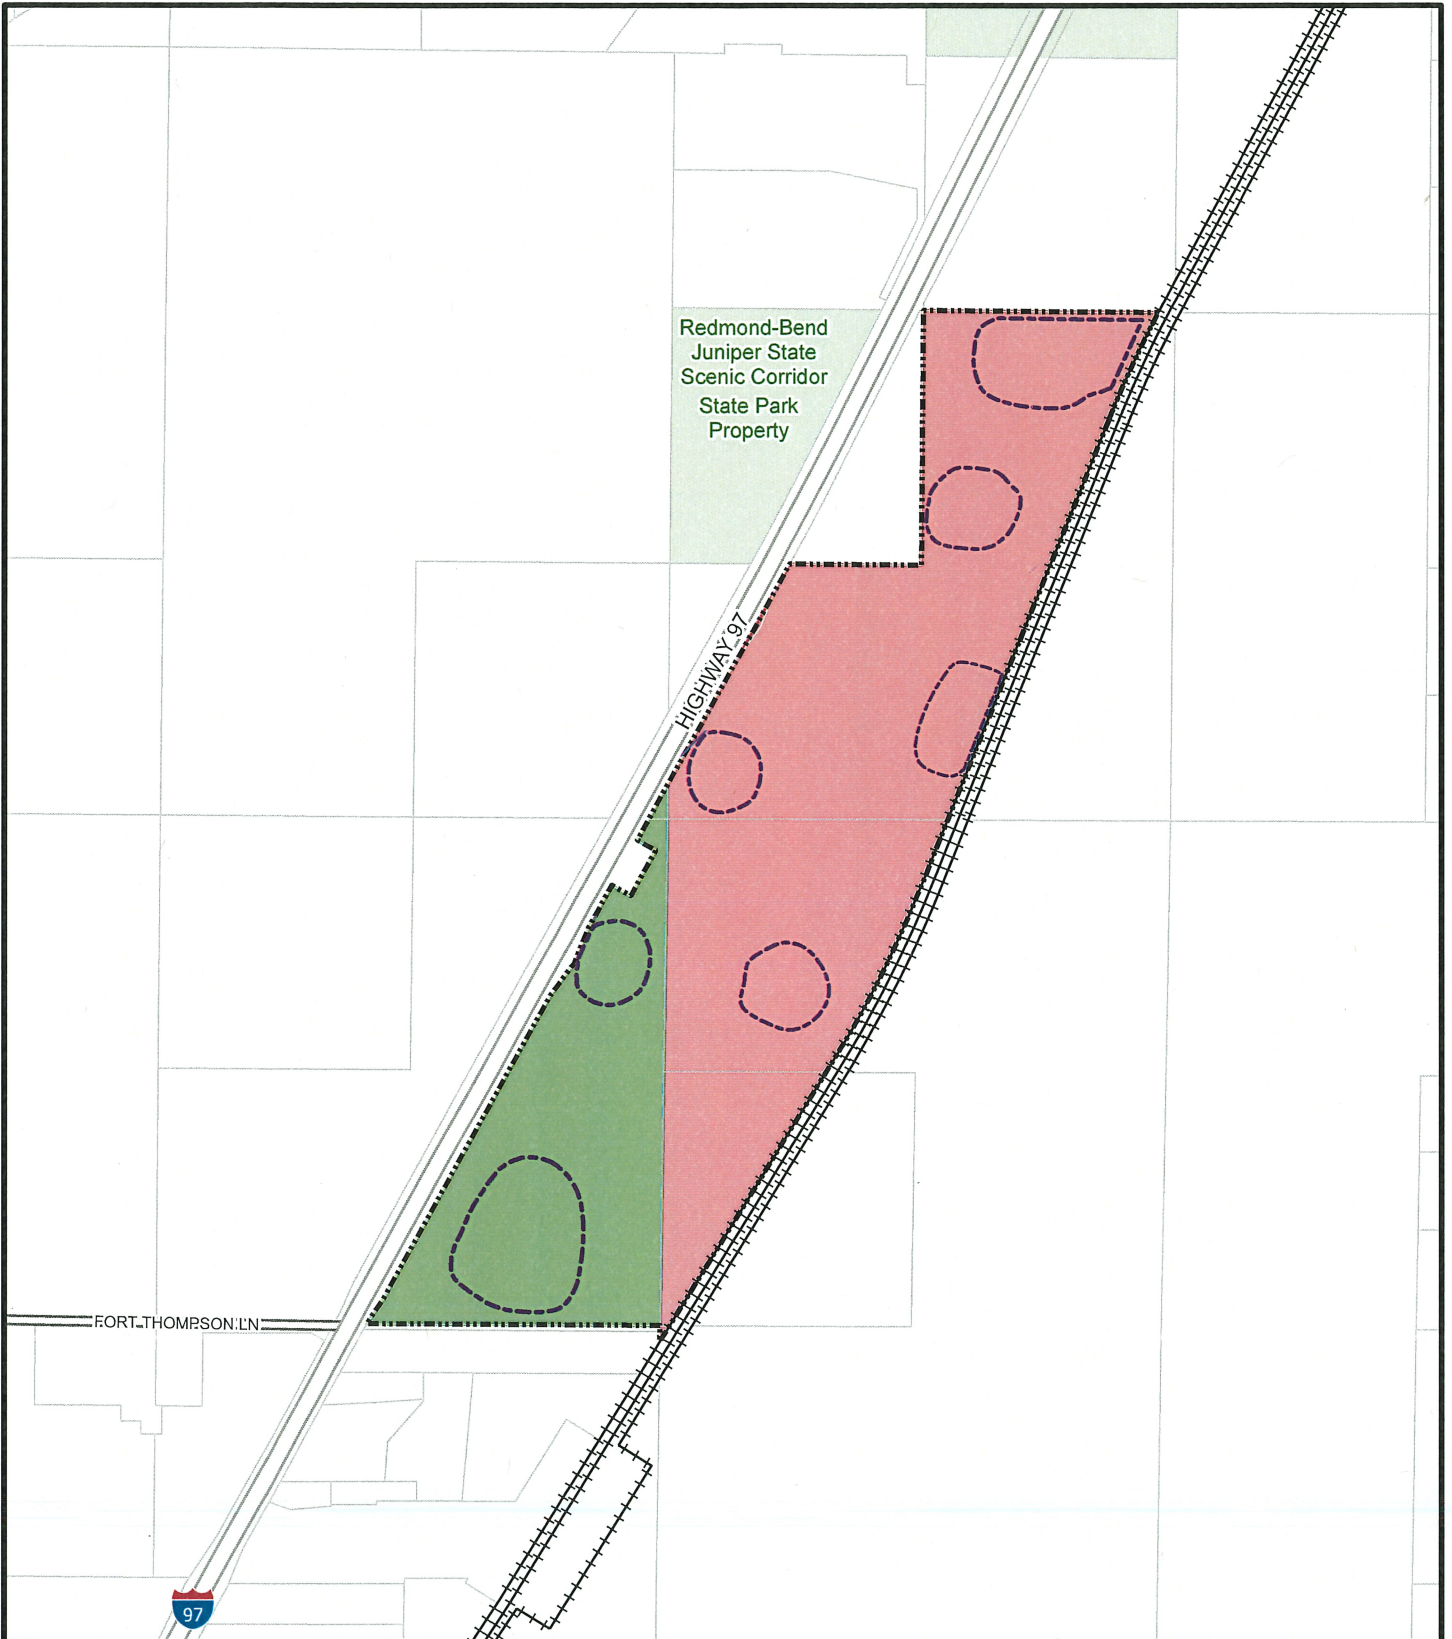 Redmond-Bend
Juniper State
Scenic Corridor
State Park
Property
HIGHWAY 97
FORT THOMPSON LN
97